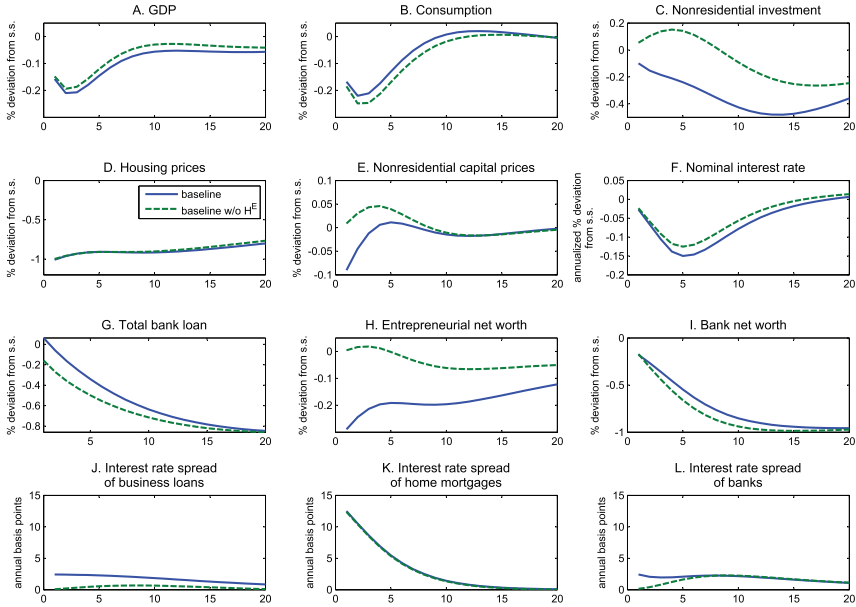 A. GDP
% deviation from s.s.
0
-0.1
-0.2
0 5 10 15 20
B. Consumption
% deviation from s.s.
0
-0.1
-0.2
0 5 10 15 20
C. Nonresidential investment
% deviation from s.s.
0.2
0
-0.2
-0.4
0 5 10 15 20
D. Housing prices
% deviation from s.s.
0
-0.5
-1
baseline
baseline w/o H^E
0 5 10 15 20
E. Nonresidential capital prices
% deviation from s.s.
0.1
0.05
0
-0.05
0.1
0 5 10 15 20
F. Nominal interest rate
annualized % deviation
from s.s.
0.05
0
-0.05
-0.1
-0.15
-0.2
0 5 10 15 20
G. Total bank loan
% deviation from s.s.
0
-0.2
-0.4
-0.6
-0.8
5 10 15 20
H. Entrepreneurial net worth
% deviation from s.s.
0
-0.1
-0.2
0 5 10 15 20
I. Bank net worth
% deviation from s.s.
0
-0.5
-1
0 5 10 15 20
J. Interest rate spread
of business loans
annual basis points
15
10
5
0
0 5 10 15 20
K. Interest rate spread
of home mortgages
annual basis points
15
10
5
0
0 5 10 15 20
L. Interest rate spread
of banks
annual basis points
15
10
5
0
0 5 10 15 20